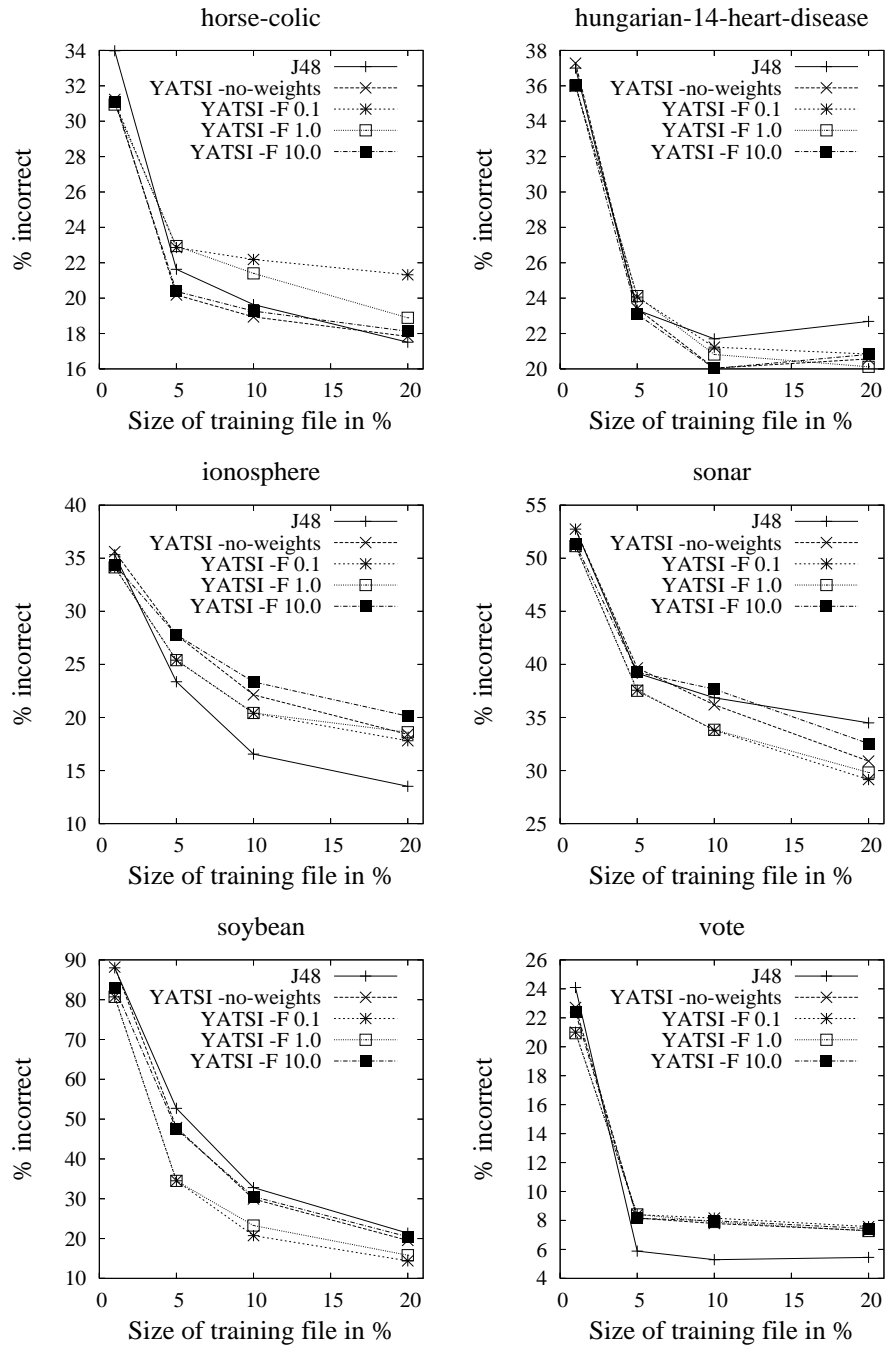 horse-colic
hungarian-14-heart-disease
34
32
30
28
26
24
22
20
18
16
% incorrect
J48
YATSI -no-weights
YATSI -F 0.1
YATSI -F 1.0
YATSI -F 10.0
0 5 10 15 20
Size of training file in %
38
36
34
32
30
28
26
24
22
20
% incorrect
J48
YATSI -no-weights
YATSI -F 0.1
YATSI -F 1.0
YATSI -F 10.0
0 5 10 15 20
Size of training file in %
ionosphere
sonar
40
35
30
25
20
15
10
% incorrect
J48
YATSI -no-weights
YATSI -F 0.1
YATSI -F 1.0
YATSI -F 10.0
0 5 10 15 20
Size of training file in %
55
50
45
40
35
30
25
% incorrect
J48
YATSI -no-weights
YATSI -F 0.1
YATSI -F 1.0
YATSI -F 10.0
0 5 10 15 20
Size of training file in %
soybean
vote
90
80
70
60
50
40
30
20
10
% incorrect
J48
YATSI -no-weights
YATSI -F 0.1
YATSI -F 1.0
YATSI -F 10.0
0 5 10 15 20
Size of training file in %
26
24
22
20
18
16
14
12
10
8
6
4
% incorrect
J48
YATSI -no-weights
YATSI -F 0.1
YATSI -F 1.0
YATSI -F 10.0
0 5 10 15 20
Size of training file in %